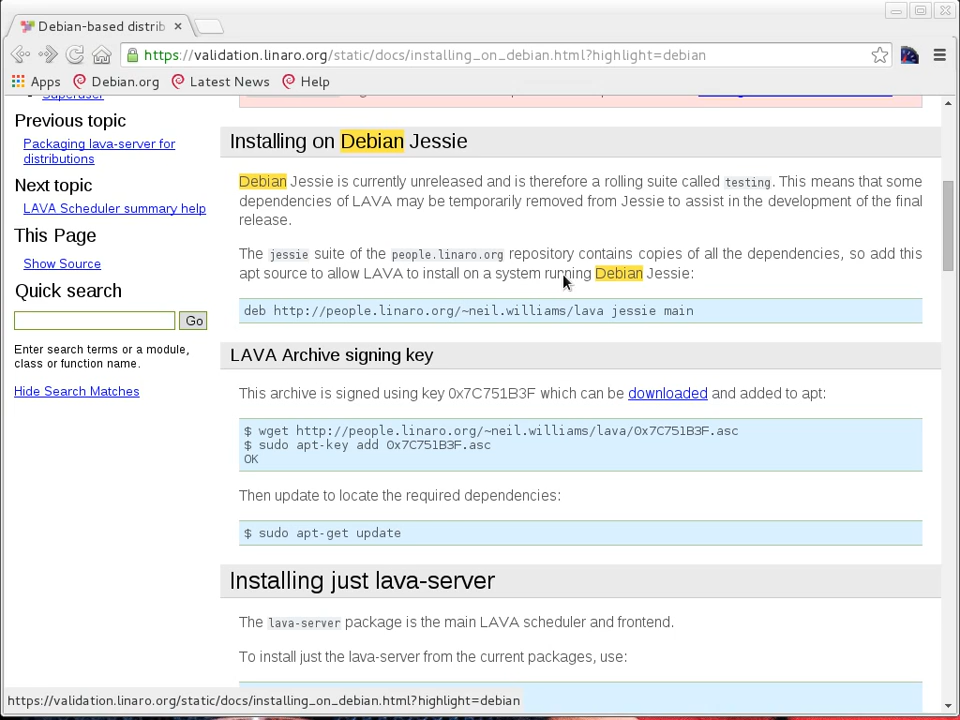 Debian-based distrib
https://validation.linaro.org/static/docs/installing_on_debian.html?highlight=debian
Apps Debian.org Latest News Help
Superuser
Previous topic
Packaging lava-server for
distributions
Next topic
LAVA Scheduler summary help
This Page
Show Source
Quick search
Go
Enter search terms or a module,
class or function name.
Hide Search Matches
Installing on Debian Jessie
Debian Jessie is currently unreleased and is therefore a rolling suite called testing. This means that some
dependencies of LAVA may be temporarily removed from Jessie to assist in the development of the final
release.
The jessie suite of the people.linaro.org repository contains copies of all the dependencies, so add this
apt source to allow LAVA to install on a system running Debian Jessie:
deb http://people.linaro.org/~neil.williams/lava jessie main
LAVA Archive signing key
This archive is signed using key 0x7C751B3F which can be downloaded and added to apt:
$ wget http://people.linaro.org/~neil.williams/lava/0x7C751B3F.asc
$ sudo apt-key add 0x7C751B3F.asc
OK
Then update to locate the required dependencies:
$ sudo apt-get update
Installing just lava-server
The lava-server package is the main LAVA scheduler and frontend.
To install just the lava-server from the current packages, use:
https://validation.linaro.org/static/docs/installing_on_debian.html?highlight=debian